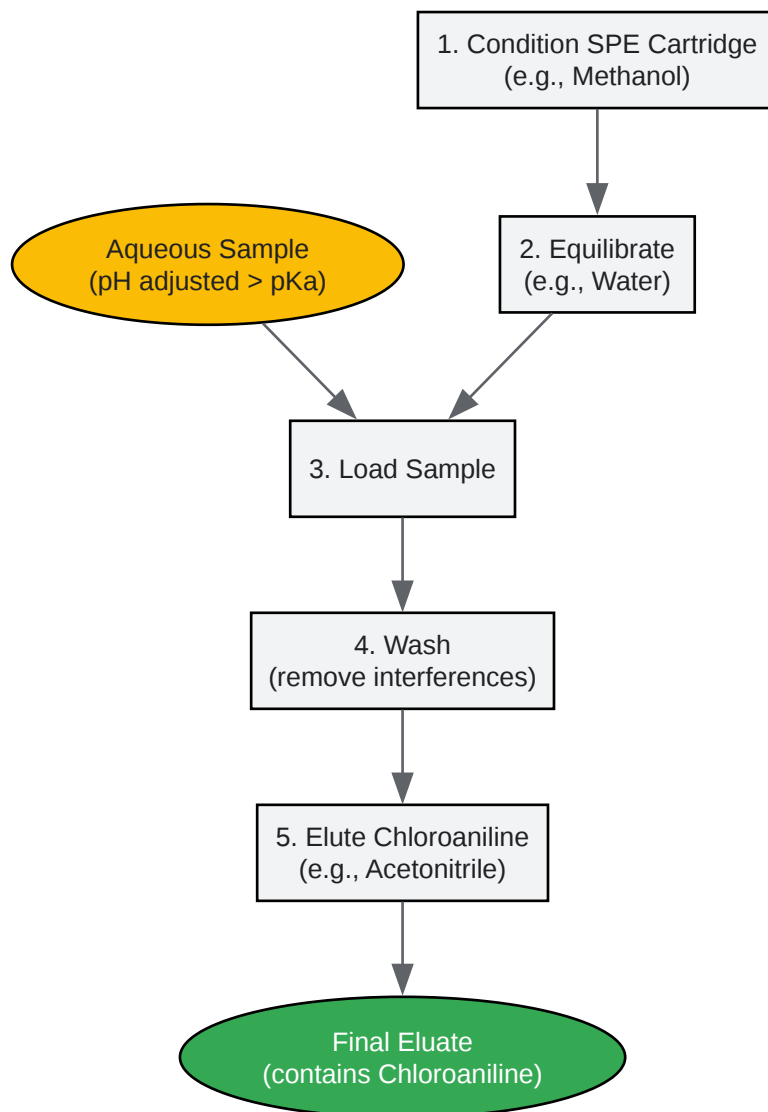 1. Condition SPE Cartridge
(e.g., Methanol)
Aqueous Sample
(pH adjusted > pKa)
2. Equilibrate
(e.g., Water)
3. Load Sample
4. Wash
(remove interferences)
5. Elute Chloroaniline
(e.g., Acetonitrile)
Final Eluate
(contains Chloroaniline)